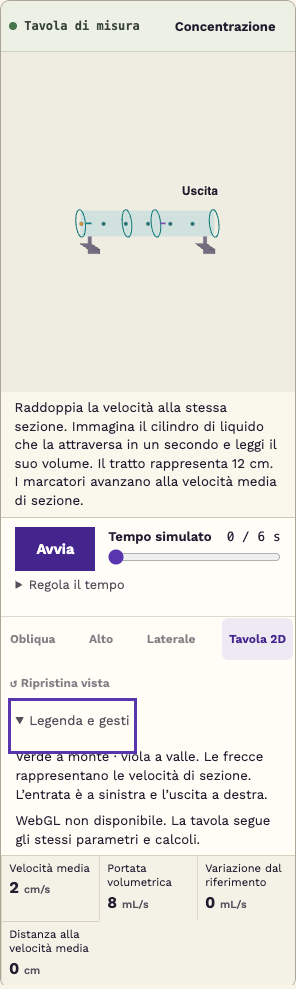 Tavola di misura
Concentrazione
Uscita
Raddoppia la velocità alla stessa
sezione. Immagina il cilindro di liquido
che la attraversa in un secondo e leggi il
suo volume. Il tratto rappresenta 12 cm.
I marcatori avanzano alla velocità media
di sezione.
Avvia
Tempo simulato 0 / 6 s
▶ Regola il tempo
Obliqua Alto Laterale Tavola 2D
↺ Ripristina vista
▼ Legenda e gesti
Verde a monte · viola a valle. Le frecce
rappresentano le velocità di sezione.
L'entrata è a sinistra e l'uscita a destra.
WebGL non disponibile. La tavola segue
gli stessi parametri e calcoli.
Velocità media
2 cm/s
Portata
volumetrica
8 mL/s
Variazione dal
riferimento
0 mL/s
Distanza alla
velocità media
0 cm